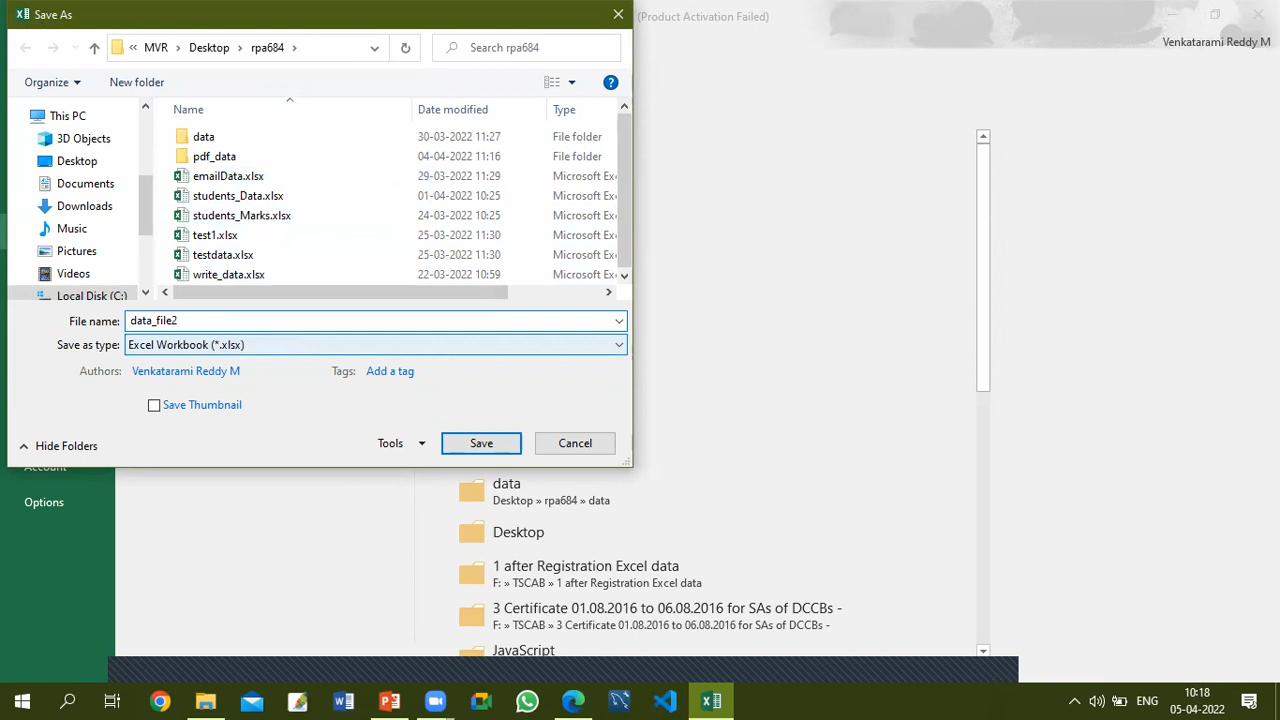 Save As
(Product Activation Failed)
Venkatarami Reddy M
« MVR > Desktop > rpa684 >
Search rpa684
Organize
New folder
Name
Date modified
Type
This PC
3D Objects
Desktop
Documents
Downloads
Music
Pictures
Videos
Local Disk (C:)
data 30-03-2022 11:27 File folder
pdf_data 04-04-2022 11:16 File folder
emailData.xlsx 29-03-2022 11:29 Microsoft Exc
students_Data.xlsx 01-04-2022 10:25 Microsoft Exc
students_Marks.xlsx 24-03-2022 10:25 Microsoft Exc
test1.xlsx 25-03-2022 11:30 Microsoft Exc
testdata.xlsx 25-03-2022 11:30 Microsoft Exc
write_data.xlsx 22-03-2022 10:59 Microsoft Exc
File name: data_file2
Save as type: Excel Workbook (*.xlsx)
Authors: Venkatarami Reddy M
Tags: Add a tag
Save Thumbnail
Hide Folders
Tools
Save
Cancel
Account
Options
data
Desktop » rpa684 » data
Desktop
1 after Registration Excel data
F: » TSCAB » 1 after Registration Excel data
3 Certificate 01.08.2016 to 06.08.2016 for SAs of DCCBs -
F: » TSCAB » 3 Certificate 01.08.2016 to 06.08.2016 for SAs of DCCBs -
JavaScript
ENG
10:18
05-04-2022